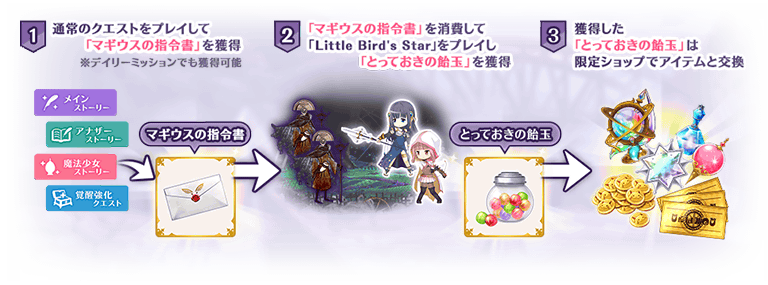 1
通常のクエストをプレイして
「マギウスの指令書」を獲得
※デイリーミッションでも獲得可能
メイン
ストーリー
アナザー
ストーリー
魔法少女
ストーリー
覚醒強化
クエスト
マギウスの指令書
2
「マギウスの指令書」を消費して
「Little Bird's Star」をプレイし
「とっておきの飴玉」を獲得
とっておきの飴玉
3
獲得した
「とっておきの飴玉」は
限定ショップでアイテムと交換